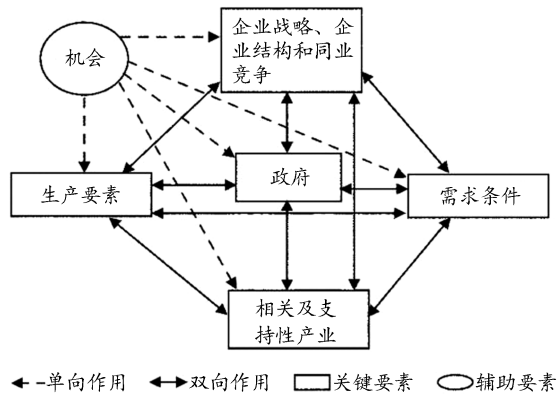 机会
企业战略、企
业结构和同业
竞争
生产要素
政府
需求条件
相关及支
持性产业
单向作用 双向作用 关键要素 辅助要素